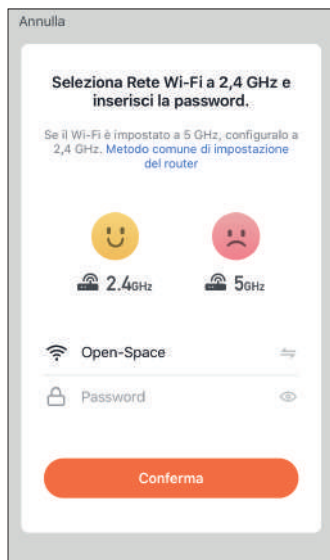 Annulla
Seleziona Rete Wi-Fi a 2,4 GHz e
inserisci la password.
Se il Wi-Fi è impostato a 5 GHz, configuralo a
2,4 GHz. Metodo comune di impostazione
del router
2.4GHz 5GHz
Open-Space
Password
Conferma